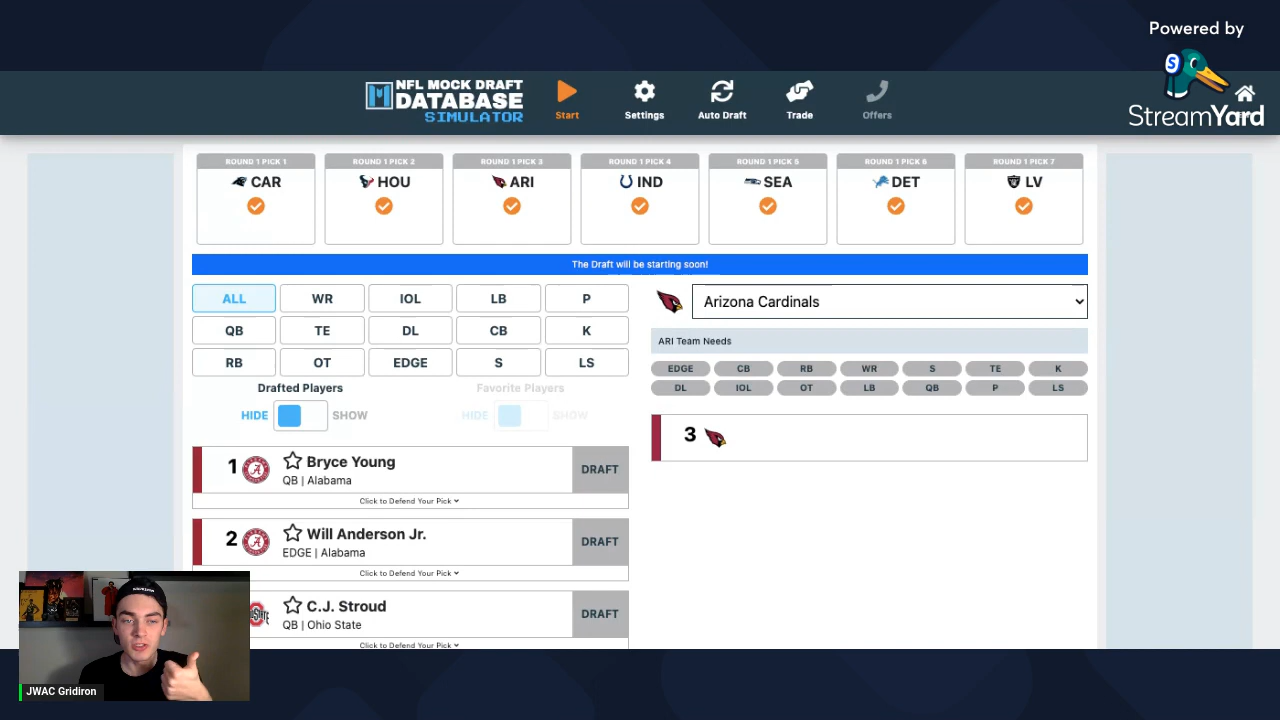 Powered by
StreamYard
NFL MOCK DRAFT
DATABASE
SIMULATOR
Start
Settings
Auto Draft
Trade
Offers
ROUND 1 PICK 1
CAR
ROUND 1 PICK 2
HOU
ROUND 1 PICK 3
ARI
ROUND 1 PICK 4
IND
ROUND 1 PICK 5
SEA
ROUND 1 PICK 6
DET
ROUND 1 PICK 7
LV
The Draft will be starting soon!
ALL WR IOL LB P
QB TE DL CB K
RB OT EDGE S LS
Drafted Players
HIDE SHOW
Favorite Players
HIDE SHOW
1 Bryce Young
QB | Alabama
DRAFT
Click to Defend Your Pick
2 Will Anderson Jr.
EDGE | Alabama
DRAFT
Click to Defend Your Pick
C.J. Stroud
QB | Ohio State
DRAFT
Click to Defend Your Pick
Arizona Cardinals
ARI Team Needs
EDGE CB RB WR S TE K
DL IOL OT LB QB P LS
3
JWAC Gridiron